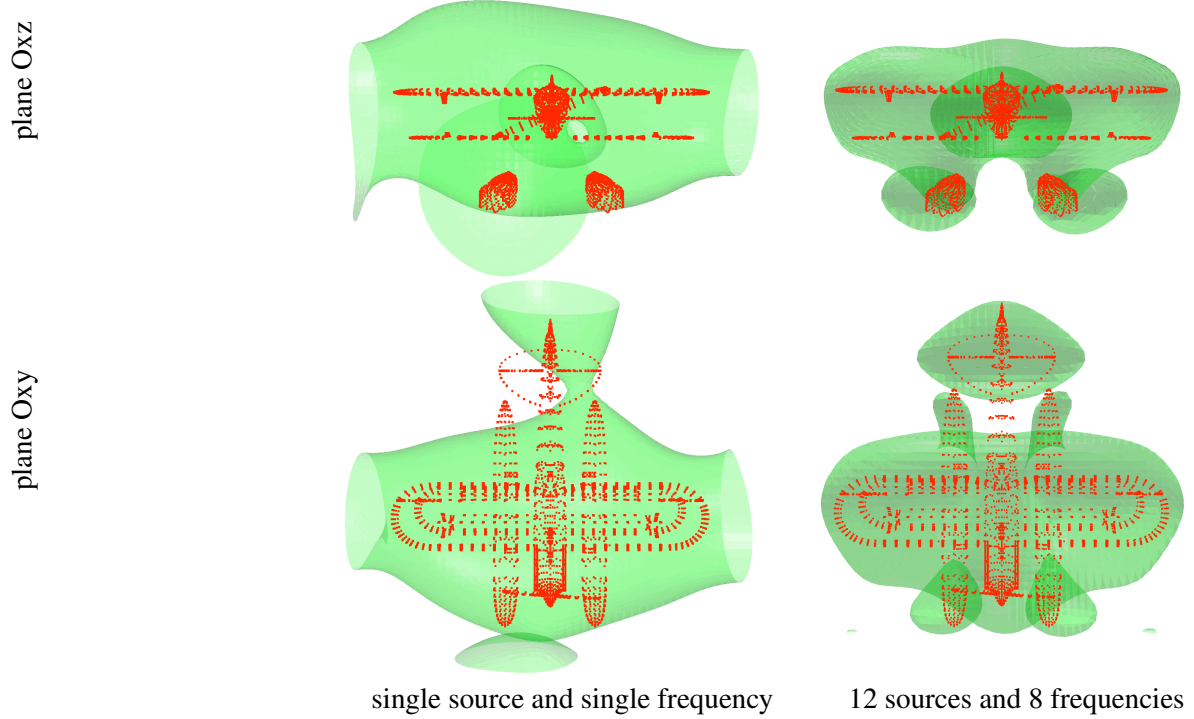 plane Oxz
plane Oxy
single source and single frequency
12 sources and 8 frequencies